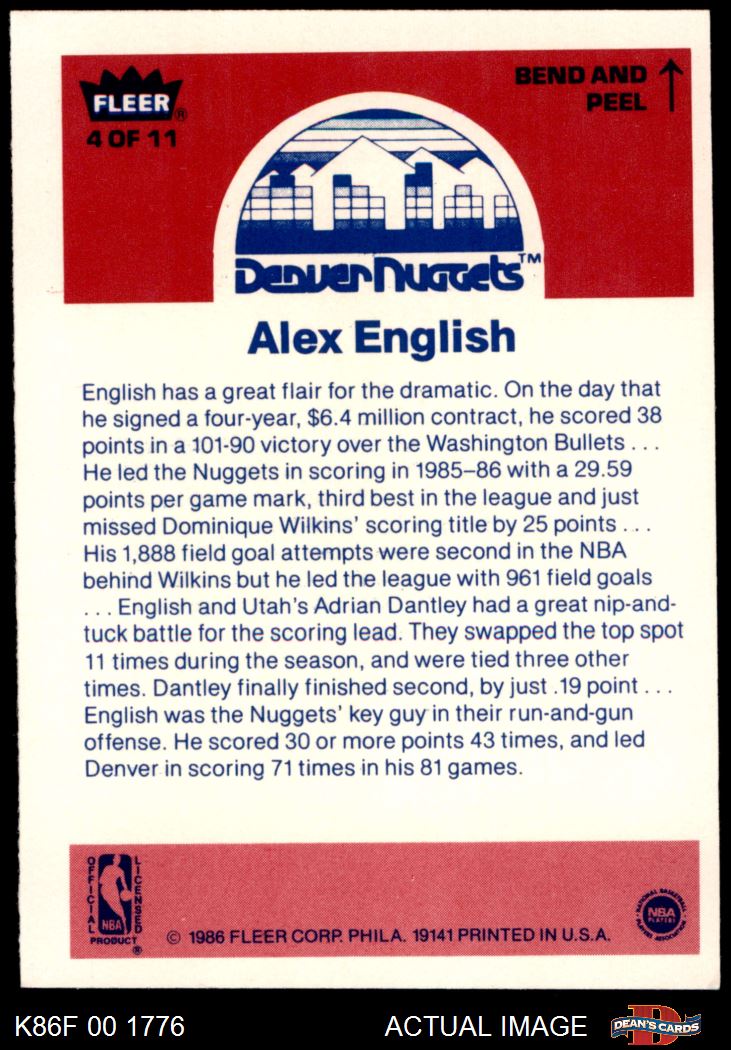 FLEER®
4 OF 11
BEND AND
PEEL
Denver Nuggets™
Alex English
English has a great flair for the dramatic. On the day that
he signed a four-year, $6.4 million contract, he scored 38
points in a 101-90 victory over the Washington Bullets . . .
He led the Nuggets in scoring in 1985–86 with a 29.59
points per game mark, third best in the league and just
missed Dominique Wilkins' scoring title by 25 points . . .
His 1,888 field goal attempts were second in the NBA
behind Wilkins but he led the league with 961 field goals
. . . English and Utah's Adrian Dantley had a great nip-and-
tuck battle for the scoring lead. They swapped the top spot
11 times during the season, and were tied three other
times. Dantley finally finished second, by just .19 point . . .
English was the Nuggets' key guy in their run-and-gun
offense. He scored 30 or more points 43 times, and led
Denver in scoring 71 times in his 81 games.
OFFICIAL
LICENSED
NBA
PRODUCT
®
© 1986 FLEER CORP. PHILA. 19141 PRINTED IN U.S.A.
NATIONAL BASKETBALL
NBA
PLAYERS
PLAYERS ASSOCIATION
K86F 00 1776
ACTUAL IMAGE
D
DEAN'S CARDS